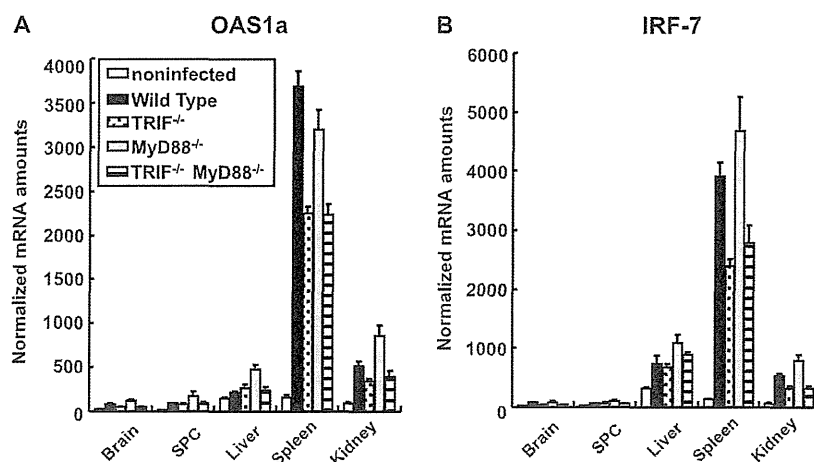 A
OAS1a
Normalized mRNA amounts
4000
3500
3000
2500
2000
1500
1000
500
0
noninfected
Wild Type
TRIF-/-
MyD88-/-
TRIF-/- MyD88-/-
Brain
SPC
Liver
Spleen
Kidney
B
IRF-7
Normalized mRNA amounts
6000
5000
4000
3000
2000
1000
0
Brain
SPC
Liver
Spleen
Kidney